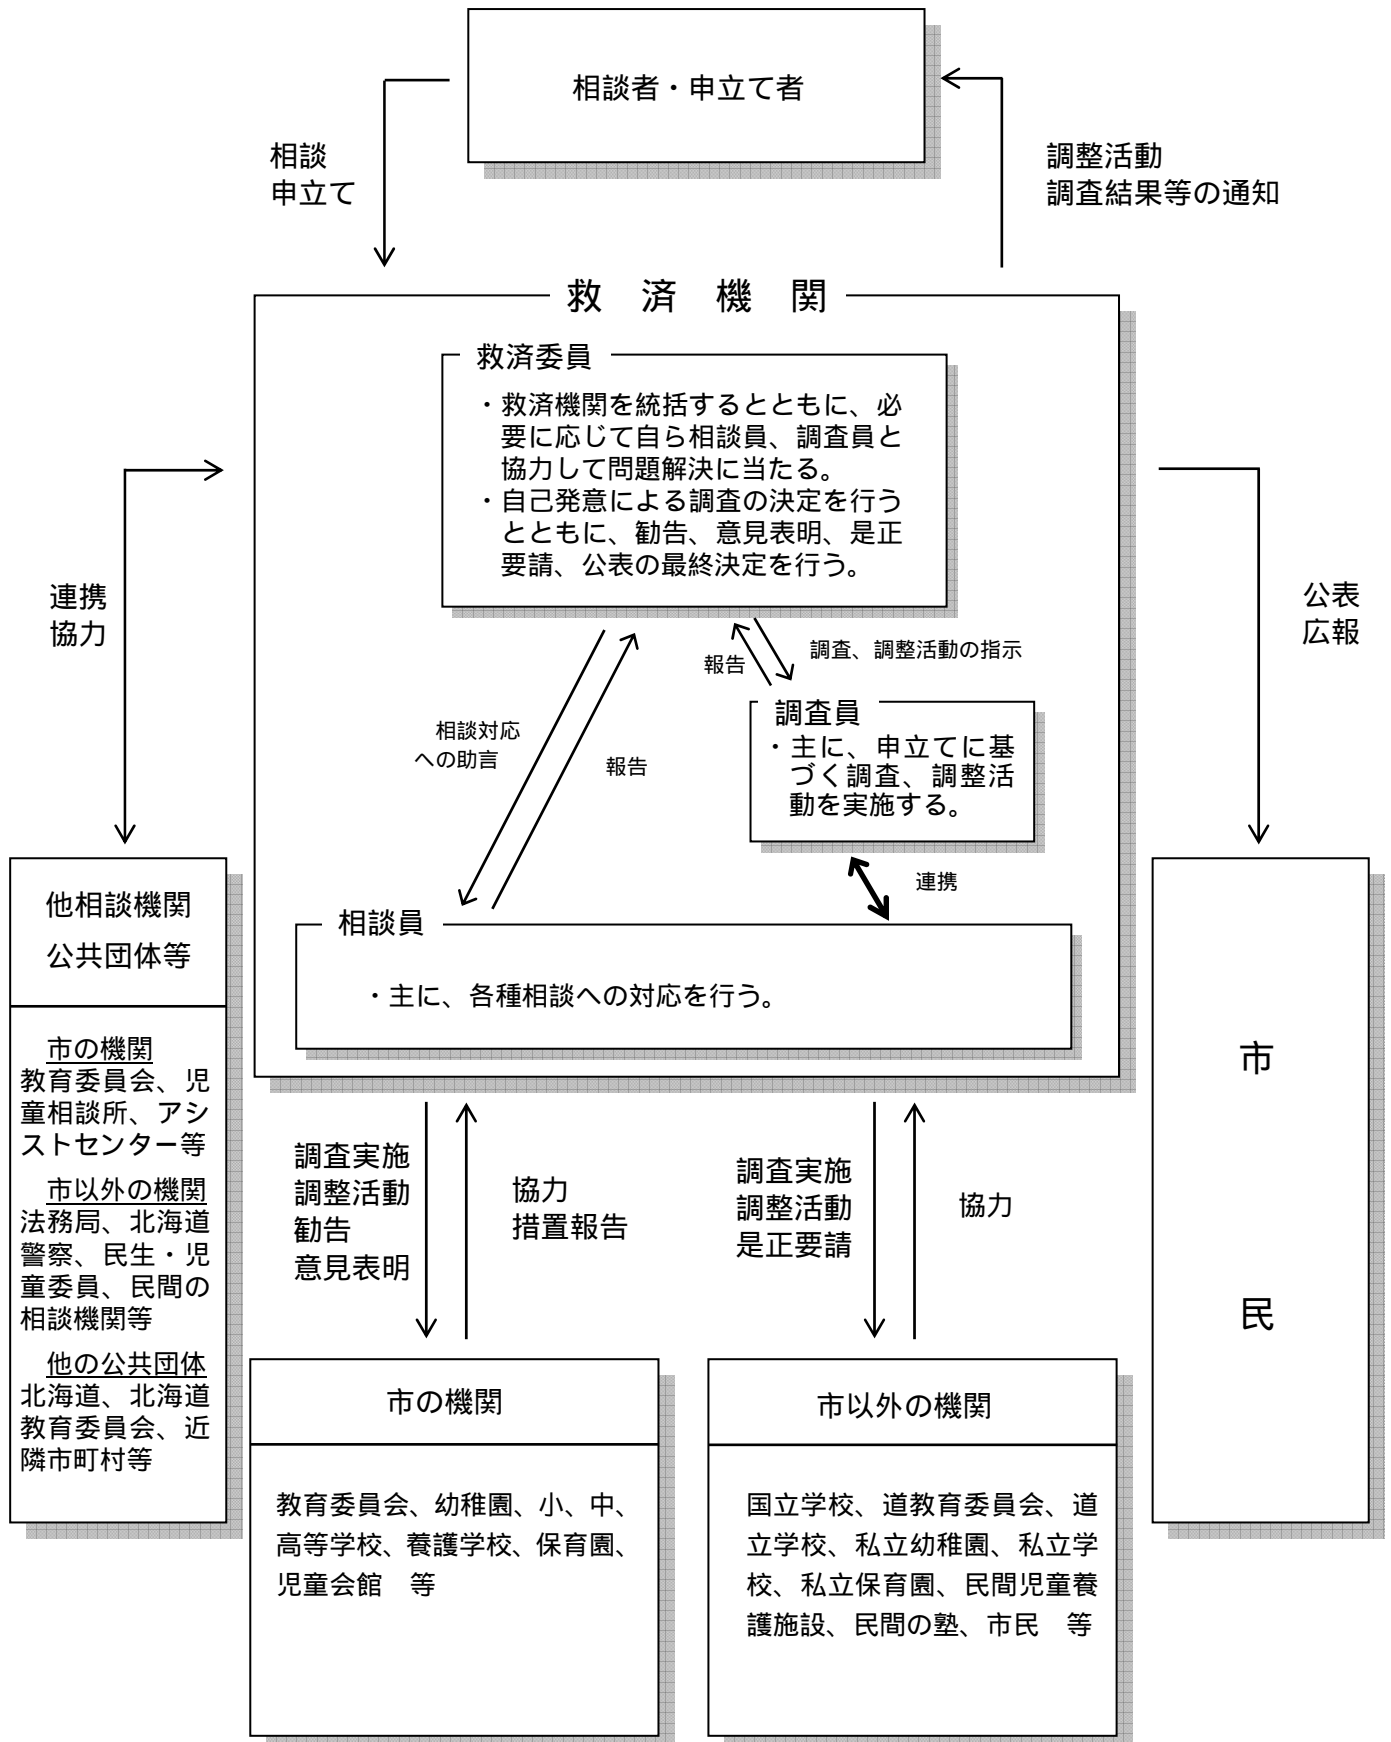 相談者・申立て者
相談
申立て
調整活動
調査結果等の通知
救済機関
救済委員
・救済機関を統括するとともに、必
要に応じて自ら相談員、調査員と
協力して問題解決に当たる。
・自己発意による調査の決定を行う
とともに、勧告、意見表明、是正
要請、公表の最終決定を行う。
連携
協力
公表
広報
報告
調査、調整活動の指示
相談対応
への助言
報告
調査員
・主に、申立てに基
づく調査、調整活
動を実施する。
連携
相談員
・主に、各種相談への対応を行う。
他相談機関
公共団体等
市の機関
教育委員会、児
童相談所、アシ
ストセンター等
市以外の機関
法務局、北海道
警察、民生・児
童委員、民間の
相談機関等
他の公共団体
北海道、北海道
教育委員会、近
隣市町村等
市民
調査実施
調整活動
勧告
意見表明
協力
措置報告
調査実施
調整活動
是正要請
協力
市の機関
教育委員会、幼稚園、小、中、
高等学校、養護学校、保育園、
児童会館　等
市以外の機関
国立学校、道教育委員会、道
立学校、私立幼稚園、私立学
校、私立保育園、民間児童養
護施設、民間の塾、市民　等